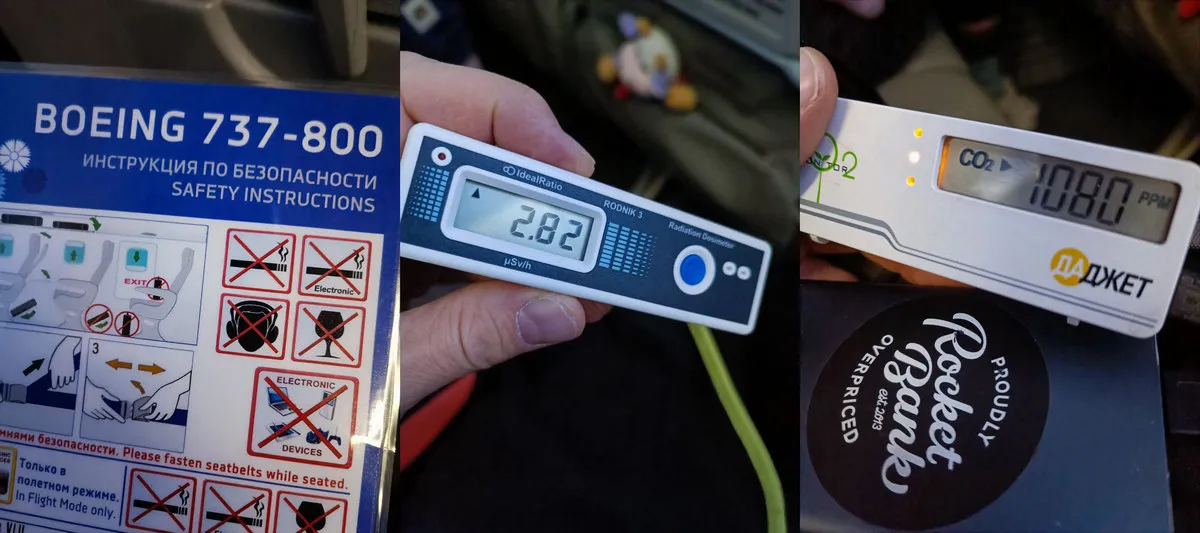 BOEING 737-800
ИНСТРУКЦИЯ ПО БЕЗОПАСНОСТИ
SAFETY INSTRUCTIONS
EXIT
Electronic
3
ELECTRONIC
DEVICES
безопасности. Please fasten seatbelts while seated.
Только в
полетном режиме.
In Flight Mode only.
IdealRatio
RODNIK 3
Radiation Dosimeter
2.82
µSv/h
O2
CO2 1080 PPM
ДАДЖЕТ
PROUDLY
Rocket
Bank
est. 2013
OVERPRICED